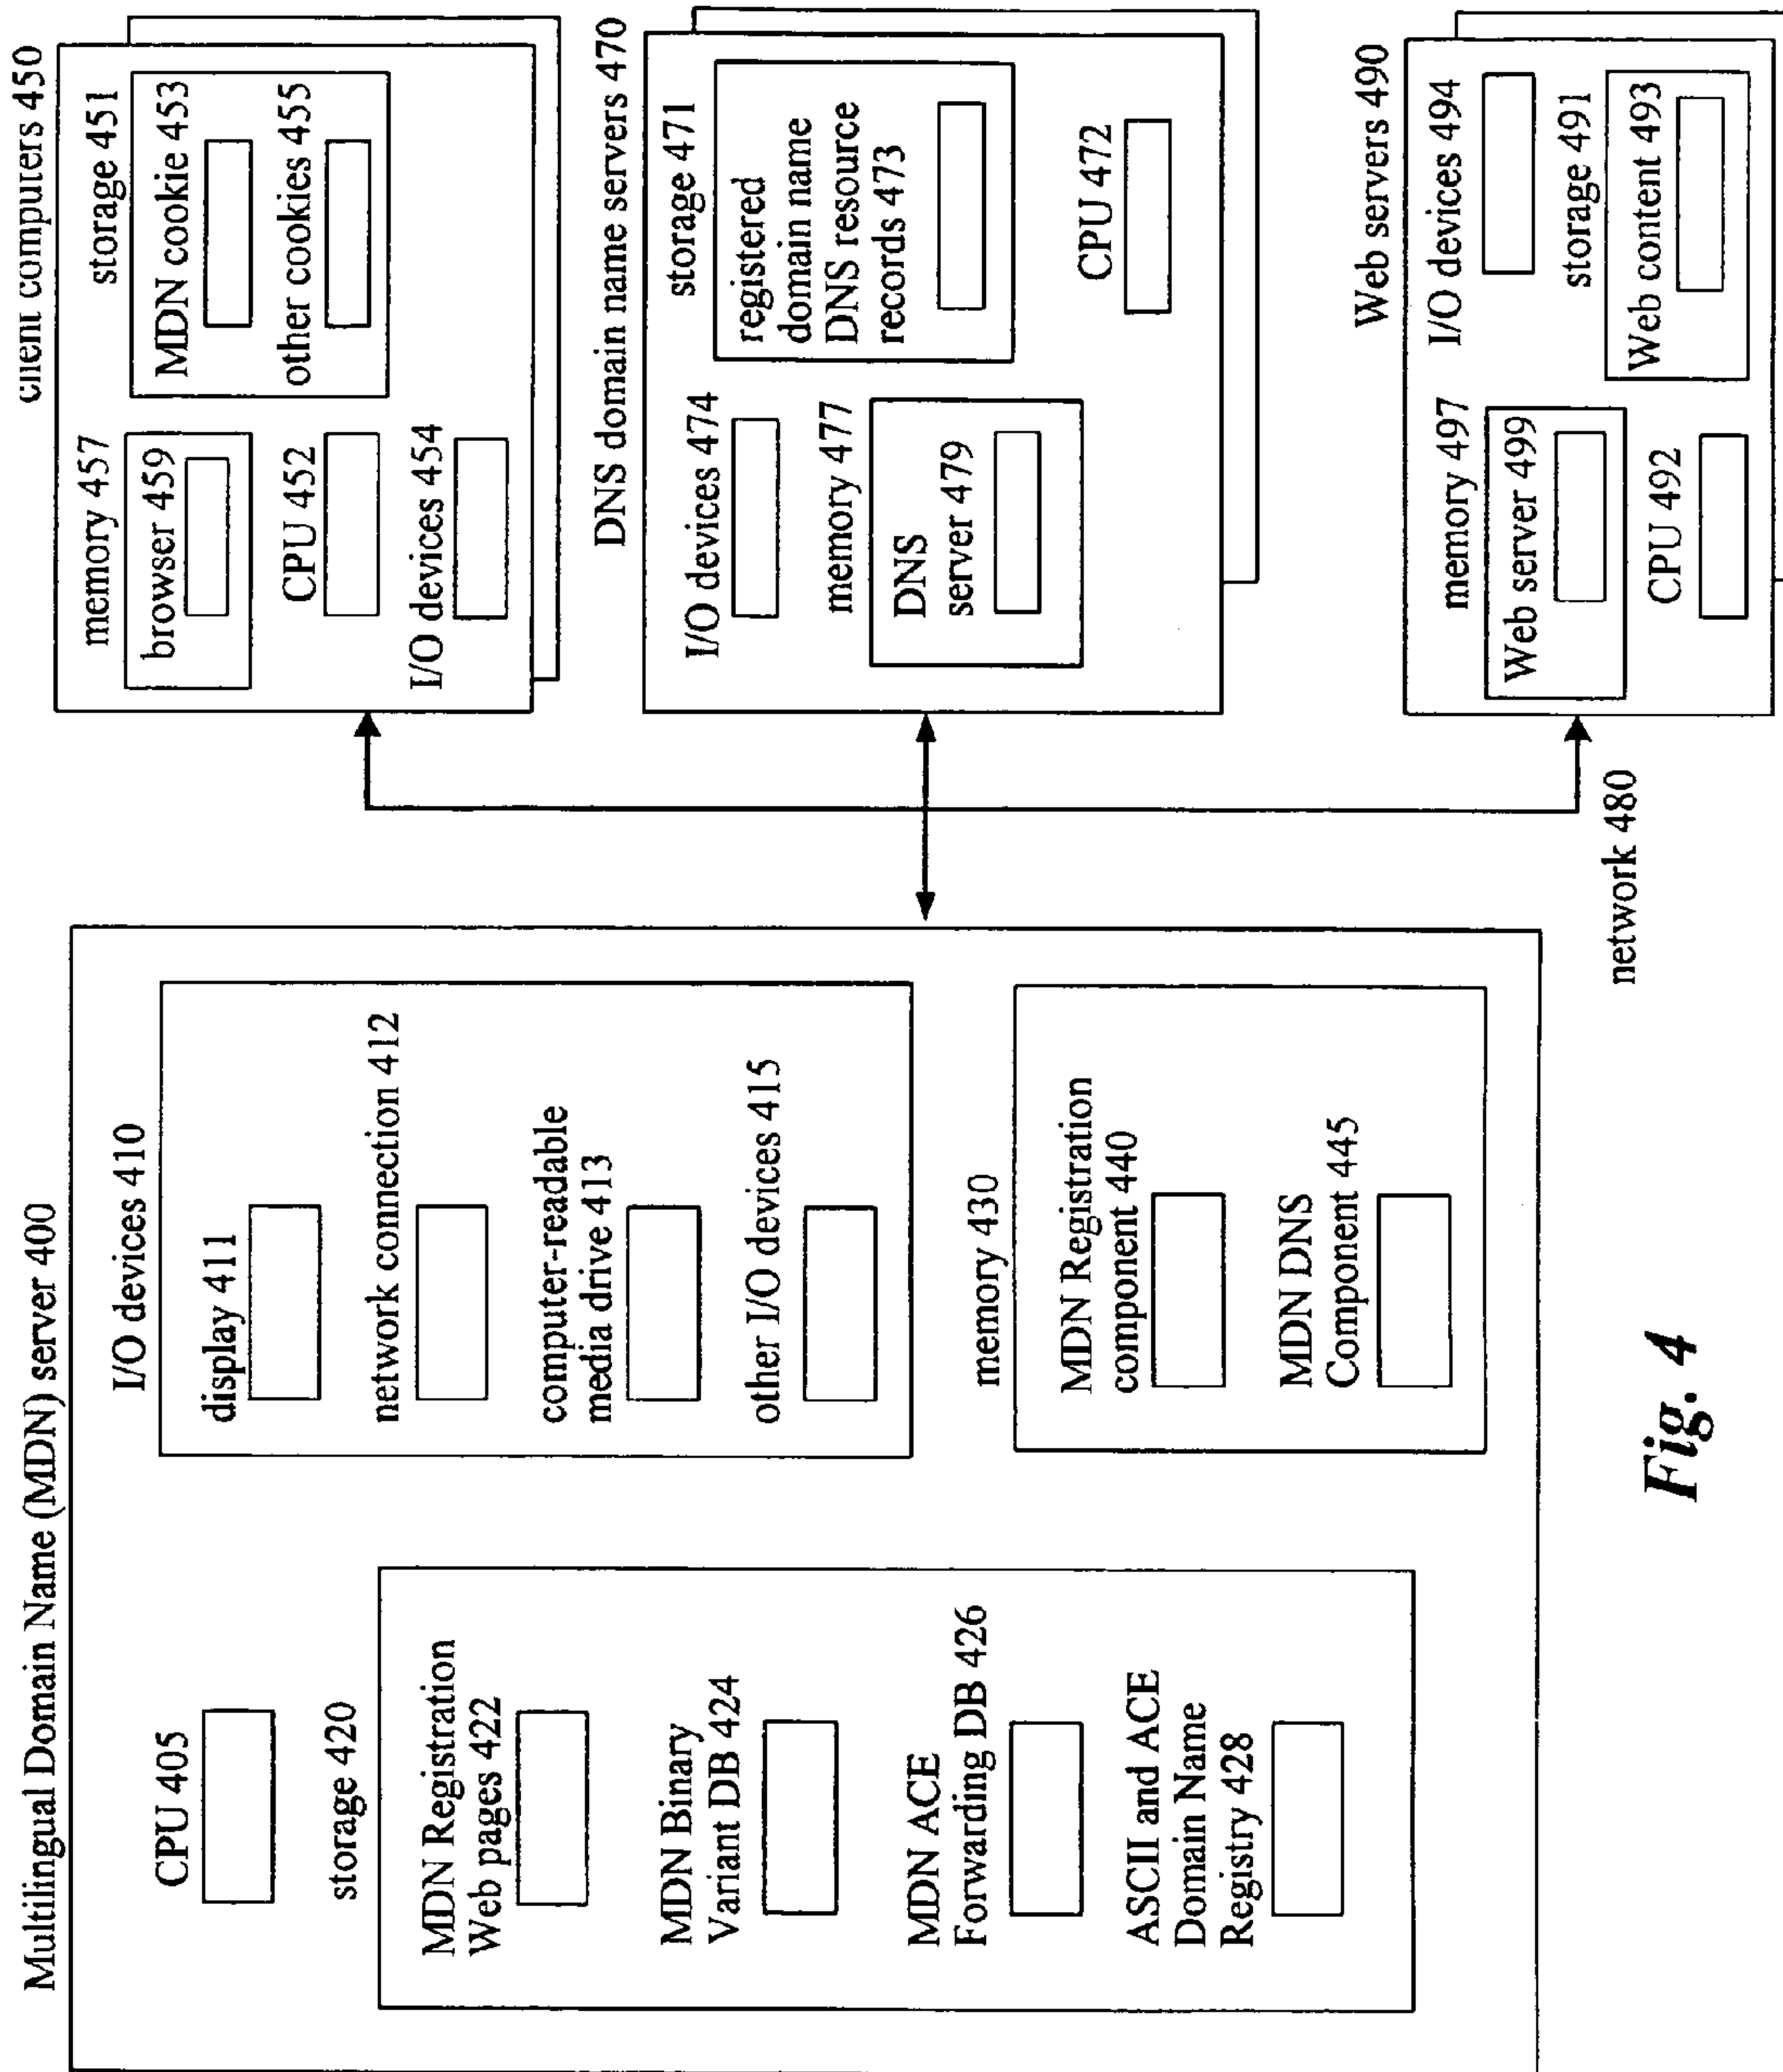 Multilingual Domain Name (MDN) server 400
CPU 405
storage 420
MDN Registration
Web pages 422
MDN Binary
Variant DB 424
MDN ACE
Forwarding DB 426
ASCII and ACE
Domain Name
Registry 428
I/O devices 410
display 411
network connection 412
computer-readable
media drive 413
other I/O devices 415
memory 430
MDN Registration
component 440
MDN DNS
Component 445
network 480
client computers 450
memory 457
browser 459
CPU 452
I/O devices 454
storage 451
MDN cookie 453
other cookies 455
DNS domain name servers 470
I/O devices 474
memory 477
DNS
server 479
storage 471
registered
domain name
DNS resource
records 473
CPU 472
Web servers 490
memory 497
Web server 499
CPU 492
I/O devices 494
storage 491
Web content 493
Fig. 4